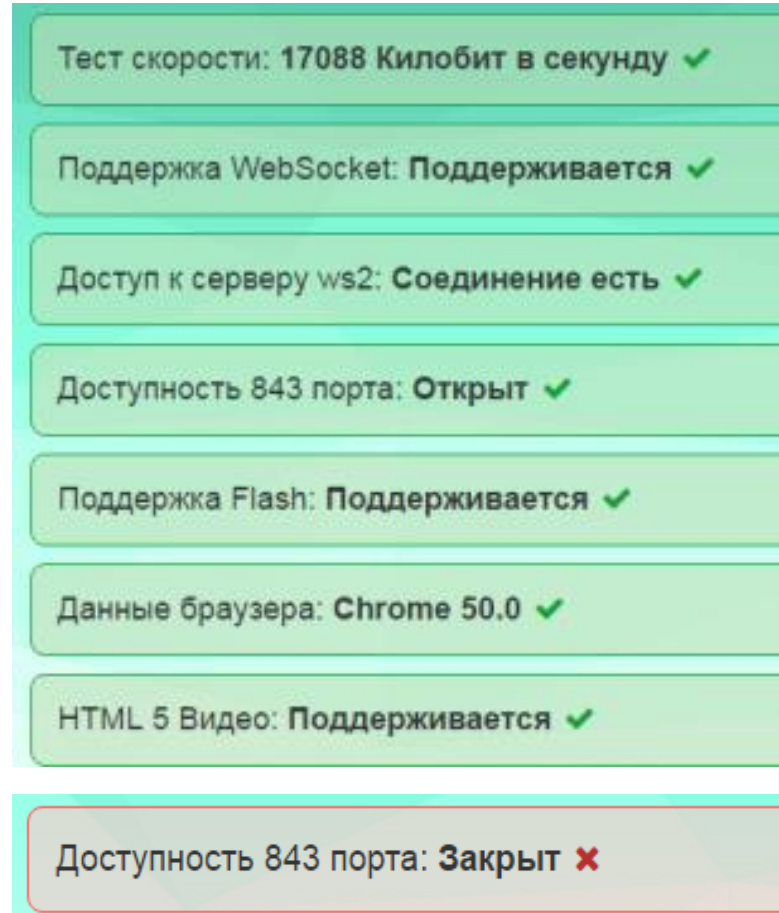 Тест скорости: 17088 Килобит в секунду ✔
Поддержка WebSocket: Поддерживается ✔
Доступ к серверу ws2: Соединение есть ✔
Доступность 843 порта: Открыт ✔
Поддержка Flash: Поддерживается ✔
Данные браузера: Chrome 50.0 ✔
HTML 5 Видео: Поддерживается ✔
Доступность 843 порта: Закрыт ✖